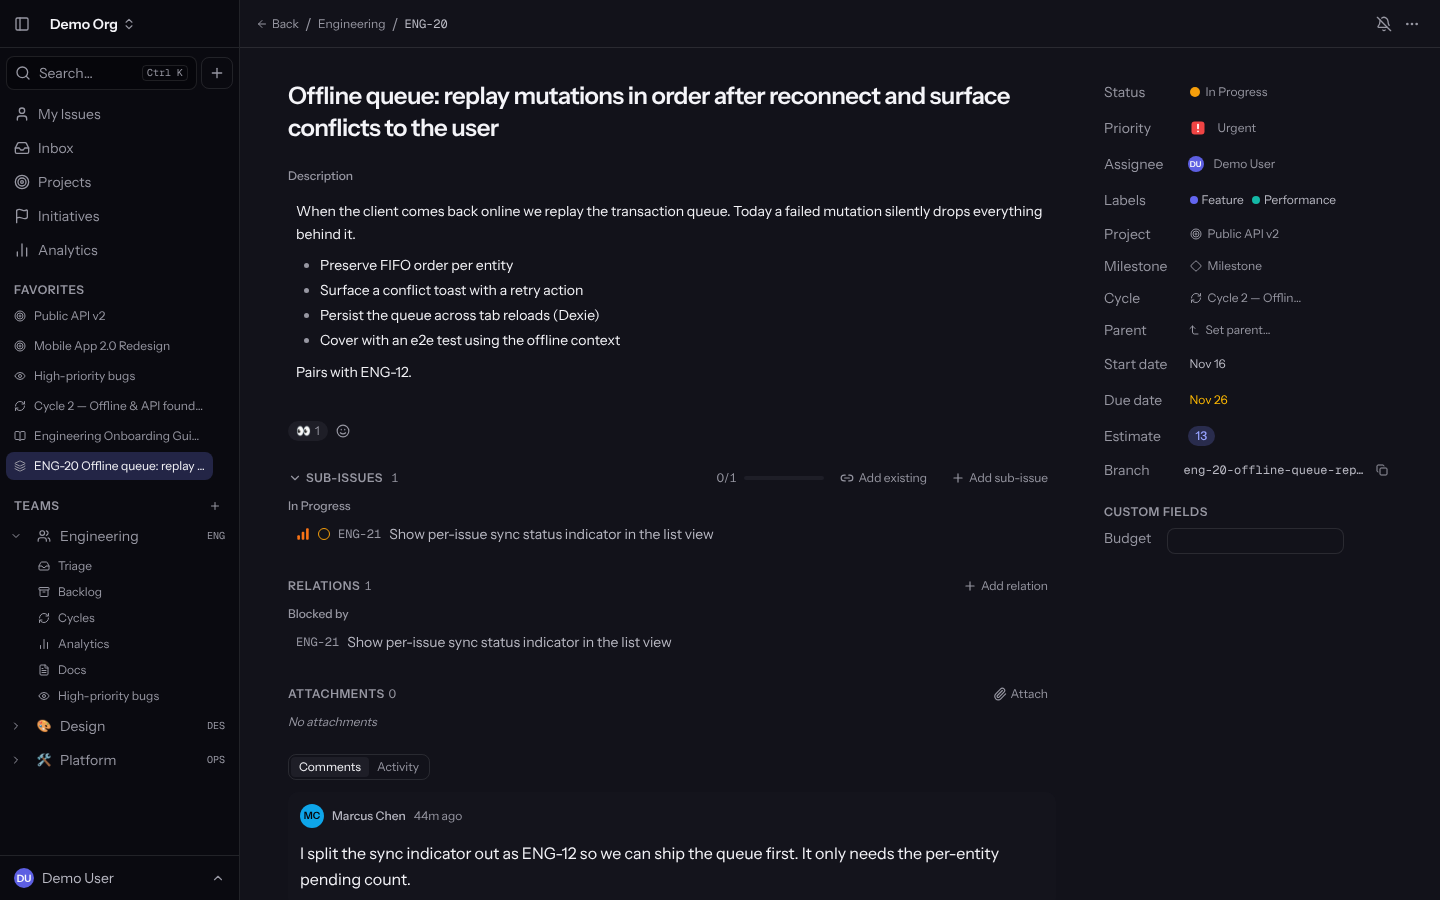 Demo Org
Back / Engineering / ENG-20
Search...
Ctrl K
My Issues
Inbox
Projects
Initiatives
Analytics
FAVORITES
Public API v2
Mobile App 2.0 Redesign
High-priority bugs
Cycle 2 — Offline & API found...
Engineering Onboarding Gui...
ENG-20 Offline queue: replay ...
TEAMS
Engineering ENG
Triage
Backlog
Cycles
Analytics
Docs
High-priority bugs
Design DES
Platform OPS
DU Demo User
Offline queue: replay mutations in order after reconnect and surface
conflicts to the user
Description
When the client comes back online we replay the transaction queue. Today a failed mutation silently drops everything
behind it.
Preserve FIFO order per entity
Surface a conflict toast with a retry action
Persist the queue across tab reloads (Dexie)
Cover with an e2e test using the offline context
Pairs with ENG-12.
👀 1
SUB-ISSUES 1
0/1
Add existing
Add sub-issue
In Progress
ENG-21 Show per-issue sync status indicator in the list view
RELATIONS 1
Add relation
Blocked by
ENG-21 Show per-issue sync status indicator in the list view
ATTACHMENTS 0
Attach
No attachments
Comments Activity
MC Marcus Chen 44m ago
I split the sync indicator out as ENG-12 so we can ship the queue first. It only needs the per-entity
pending count.
Status In Progress
Priority Urgent
Assignee DU Demo User
Labels Feature Performance
Project Public API v2
Milestone Milestone
Cycle Cycle 2 — Offlin...
Parent Set parent...
Start date Nov 16
Due date Nov 26
Estimate 13
Branch eng-20-offline-queue-rep...
CUSTOM FIELDS
Budget